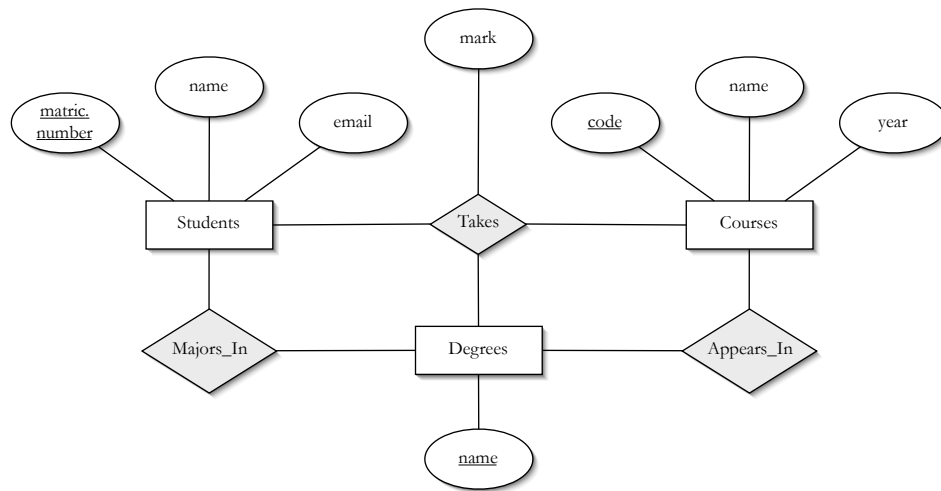 mark
name
name
matric.
number
email
code
year
Students
Takes
Courses
Majors_In
Degrees
Appears_In
name